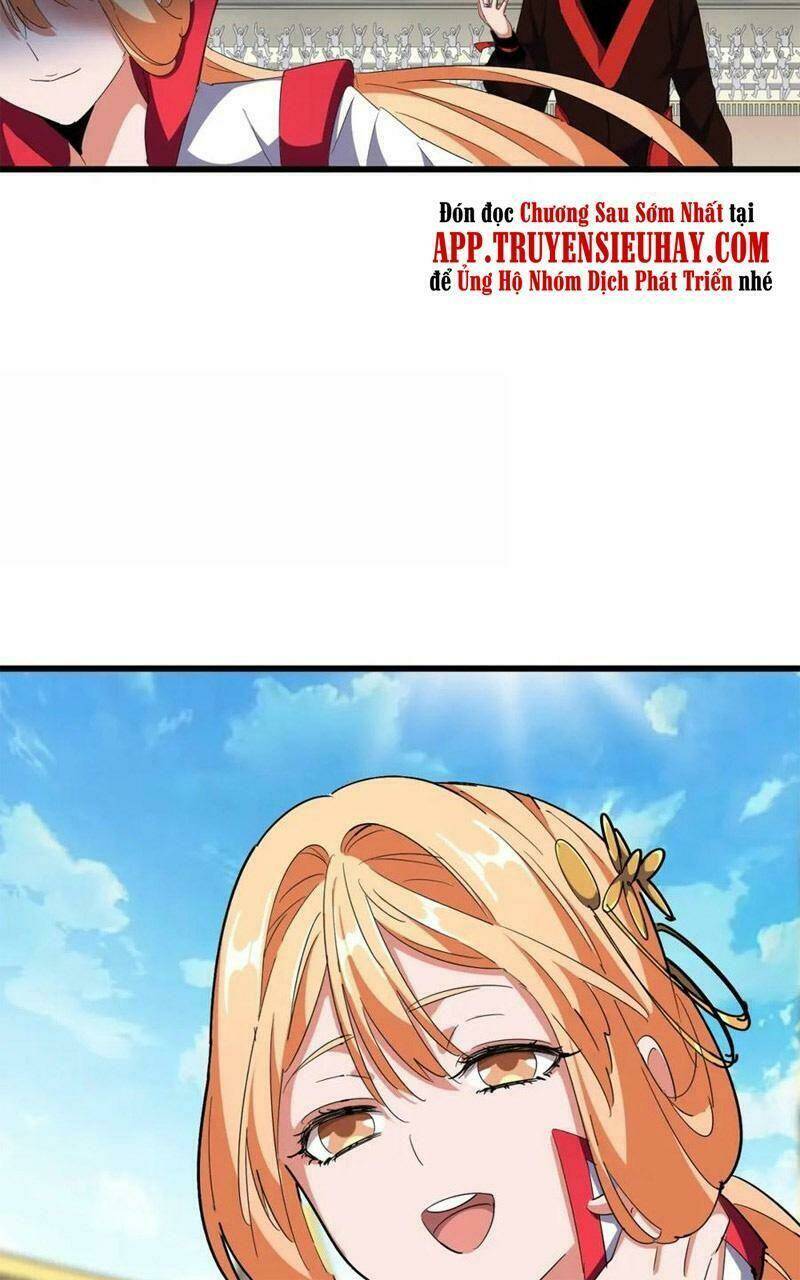 Đón đọc Chương Sau Sớm Nhất tại
APP.TRUYENSIEUHAY.COM
để Ủng Hộ Nhóm Dịch Phát Triển nhé